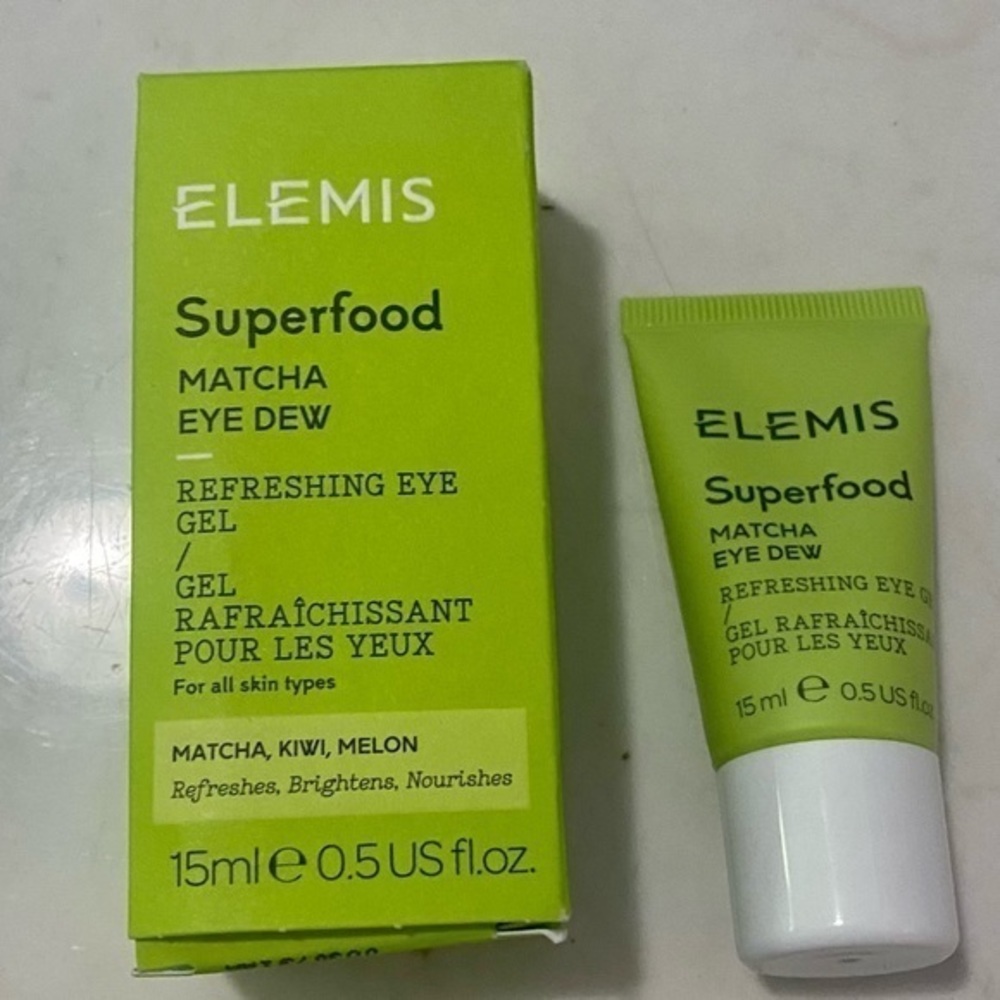 ELEMIS
Superfood
MATCHA
EYE DEW
REFRESHING EYE
GEL
/
GEL
RAFRAÎCHISSANT
POUR LES YEUX
For all skin types
MATCHA, KIWI, MELON
Refreshes, Brightens, Nourishes
15ml e 0.5 US fl.oz.
ELEMIS
Superfood
MATCHA
EYE DEW
REFRESHING EYE
/
GEL
POUR LES YEUX
15 ml e 0.5 US fl.oz